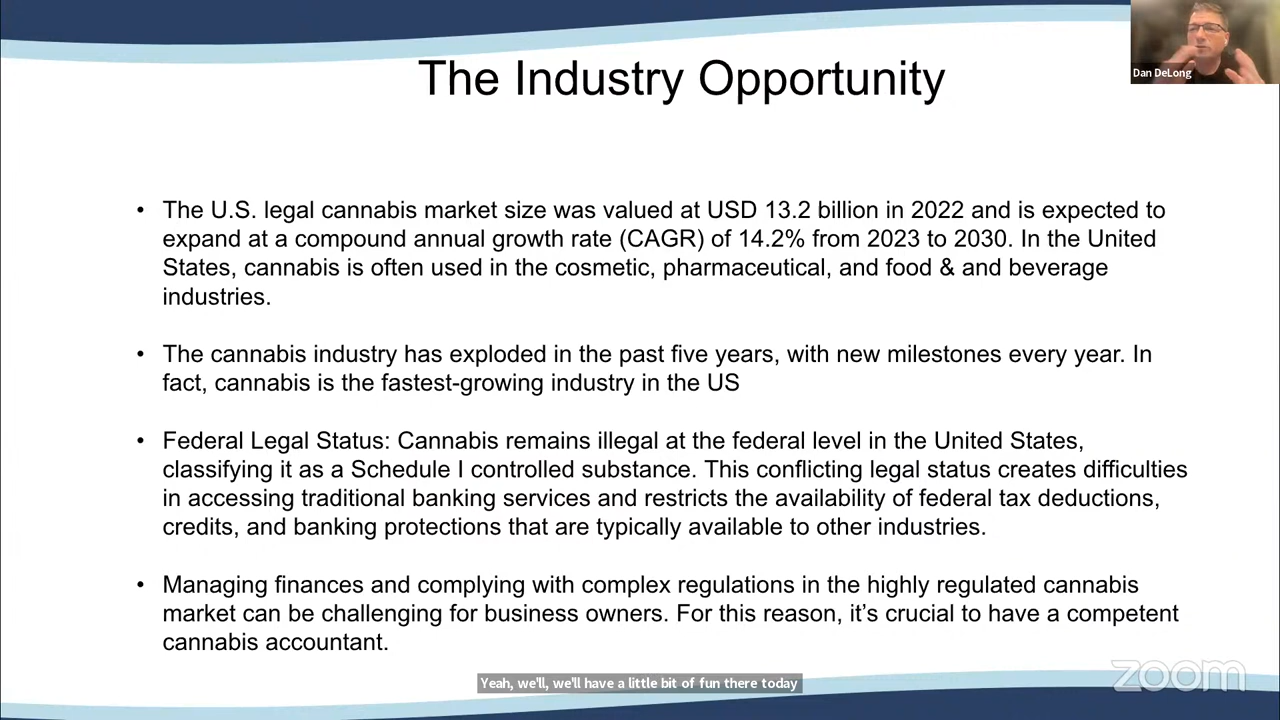 Dan DeLong
The Industry Opportunity
• The U.S. legal cannabis market size was valued at USD 13.2 billion in 2022 and is expected to
expand at a compound annual growth rate (CAGR) of 14.2% from 2023 to 2030. In the United
States, cannabis is often used in the cosmetic, pharmaceutical, and food & and beverage
industries.
• The cannabis industry has exploded in the past five years, with new milestones every year. In
fact, cannabis is the fastest-growing industry in the US
• Federal Legal Status: Cannabis remains illegal at the federal level in the United States,
classifying it as a Schedule I controlled substance. This conflicting legal status creates difficulties
in accessing traditional banking services and restricts the availability of federal tax deductions,
credits, and banking protections that are typically available to other industries.
• Managing finances and complying with complex regulations in the highly regulated cannabis
market can be challenging for business owners. For this reason, it’s crucial to have a competent
cannabis accountant.
Yeah, we'll, we'll have a little bit of fun there today
zoom